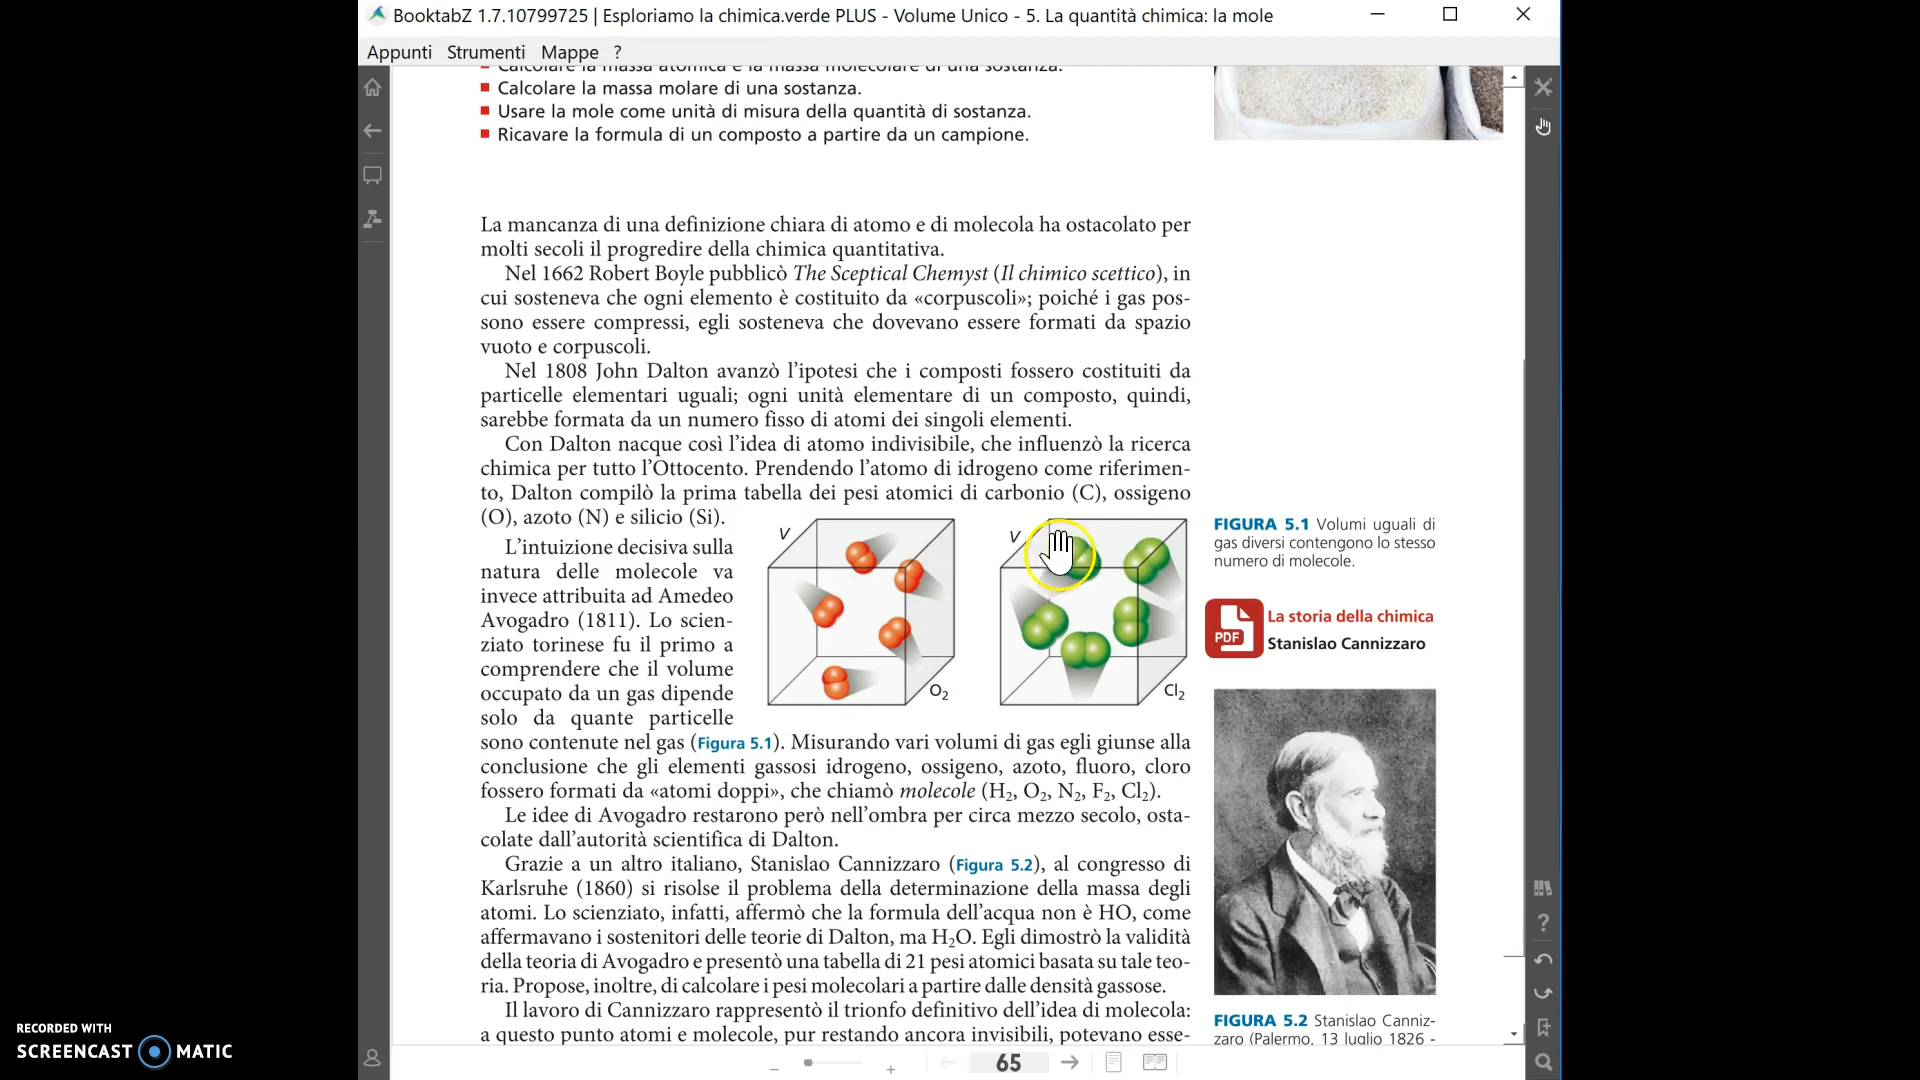 BooktabZ 1.7.10799725 | Esploriamo la chimica.verde PLUS - Volume Unico - 5. La quantità chimica: la mole
Appunti Strumenti Mappe ?
Calcolare la massa atomica e la massa molecolare di una sostanza.
Calcolare la massa molare di una sostanza.
Usare la mole come unità di misura della quantità di sostanza.
Ricavare la formula di un composto a partire da un campione.
La mancanza di una definizione chiara di atomo e di molecola ha ostacolato per
molti secoli il progredire della chimica quantitativa.
Nel 1662 Robert Boyle pubblicò The Sceptical Chemyst (Il chimico scettico), in
cui sosteneva che ogni elemento è costituito da «corpuscoli»; poiché i gas pos-
sono essere compressi, egli sosteneva che dovevano essere formati da spazio
vuoto e corpuscoli.
Nel 1808 John Dalton avanzò l'ipotesi che i composti fossero costituiti da
particelle elementari uguali; ogni unità elementare di un composto, quindi,
sarebbe formata da un numero fisso di atomi dei singoli elementi.
Con Dalton nacque così l'idea di atomo indivisibile, che influenzò la ricerca
chimica per tutto l'Ottocento. Prendendo l'atomo di idrogeno come riferimen-
to, Dalton compilò la prima tabella dei pesi atomici di carbonio (C), ossigeno
(O), azoto (N) e silicio (Si).
L'intuizione decisiva sulla
natura delle molecole va
invece attribuita ad Amedeo
Avogadro (1811). Lo scien-
ziato torinese fu il primo a
comprendere che il volume
occupato da un gas dipende
solo da quante particelle
sono contenute nel gas (Figura 5.1). Misurando vari volumi di gas egli giunse alla
conclusione che gli elementi gassosi idrogeno, ossigeno, azoto, fluoro, cloro
fossero formati da «atomi doppi», che chiamò molecole (H₂, O₂, N₂, F₂, Cl₂).
Le idee di Avogadro restarono però nell'ombra per circa mezzo secolo, osta-
colate dall'autorità scientifica di Dalton.
Grazie a un altro italiano, Stanislao Cannizzaro (Figura 5.2), al congresso di
Karlsruhe (1860) si risolse il problema della determinazione della massa degli
atomi. Lo scienziato, infatti, affermò che la formula dell'acqua non è HO, come
affermavano i sostenitori delle teorie di Dalton, ma H₂O. Egli dimostrò la validità
della teoria di Avogadro e presentò una tabella di 21 pesi atomici basata su tale teo-
ria. Propose, inoltre, di calcolare i pesi molecolari a partire dalle densità gassose.
Il lavoro di Cannizzaro rappresentò il trionfo definitivo dell'idea di molecola:
a questo punto atomi e molecole, pur restando ancora invisibili, potevano esse-
V
O₂
V
Cl₂
FIGURA 5.1 Volumi uguali di
gas diversi contengono lo stesso
numero di molecole.
PDF
La storia della chimica
Stanislao Cannizzaro
FIGURA 5.2 Stanislao Canniz-
zaro (Palermo, 13 luglio 1826 -
65
RECORDED WITH
SCREENCAST MATIC